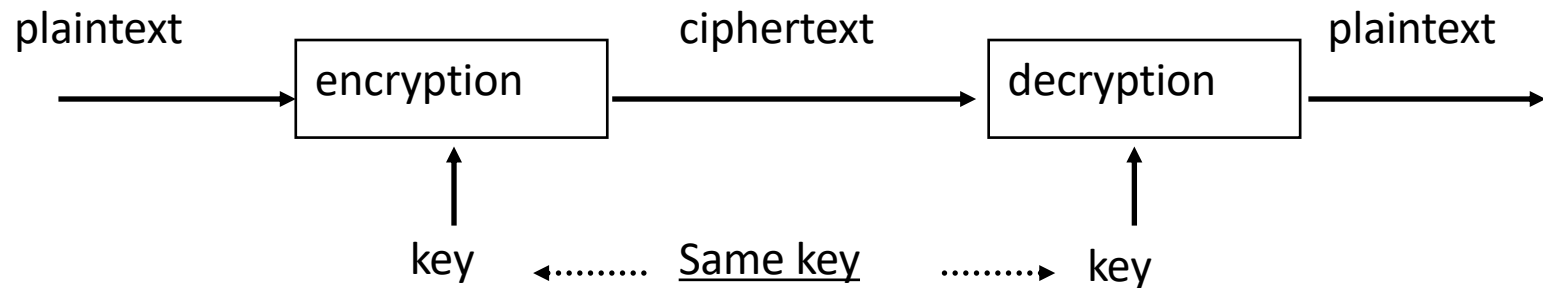 plaintext ciphertext plaintext
encryption decryption
key Same key key